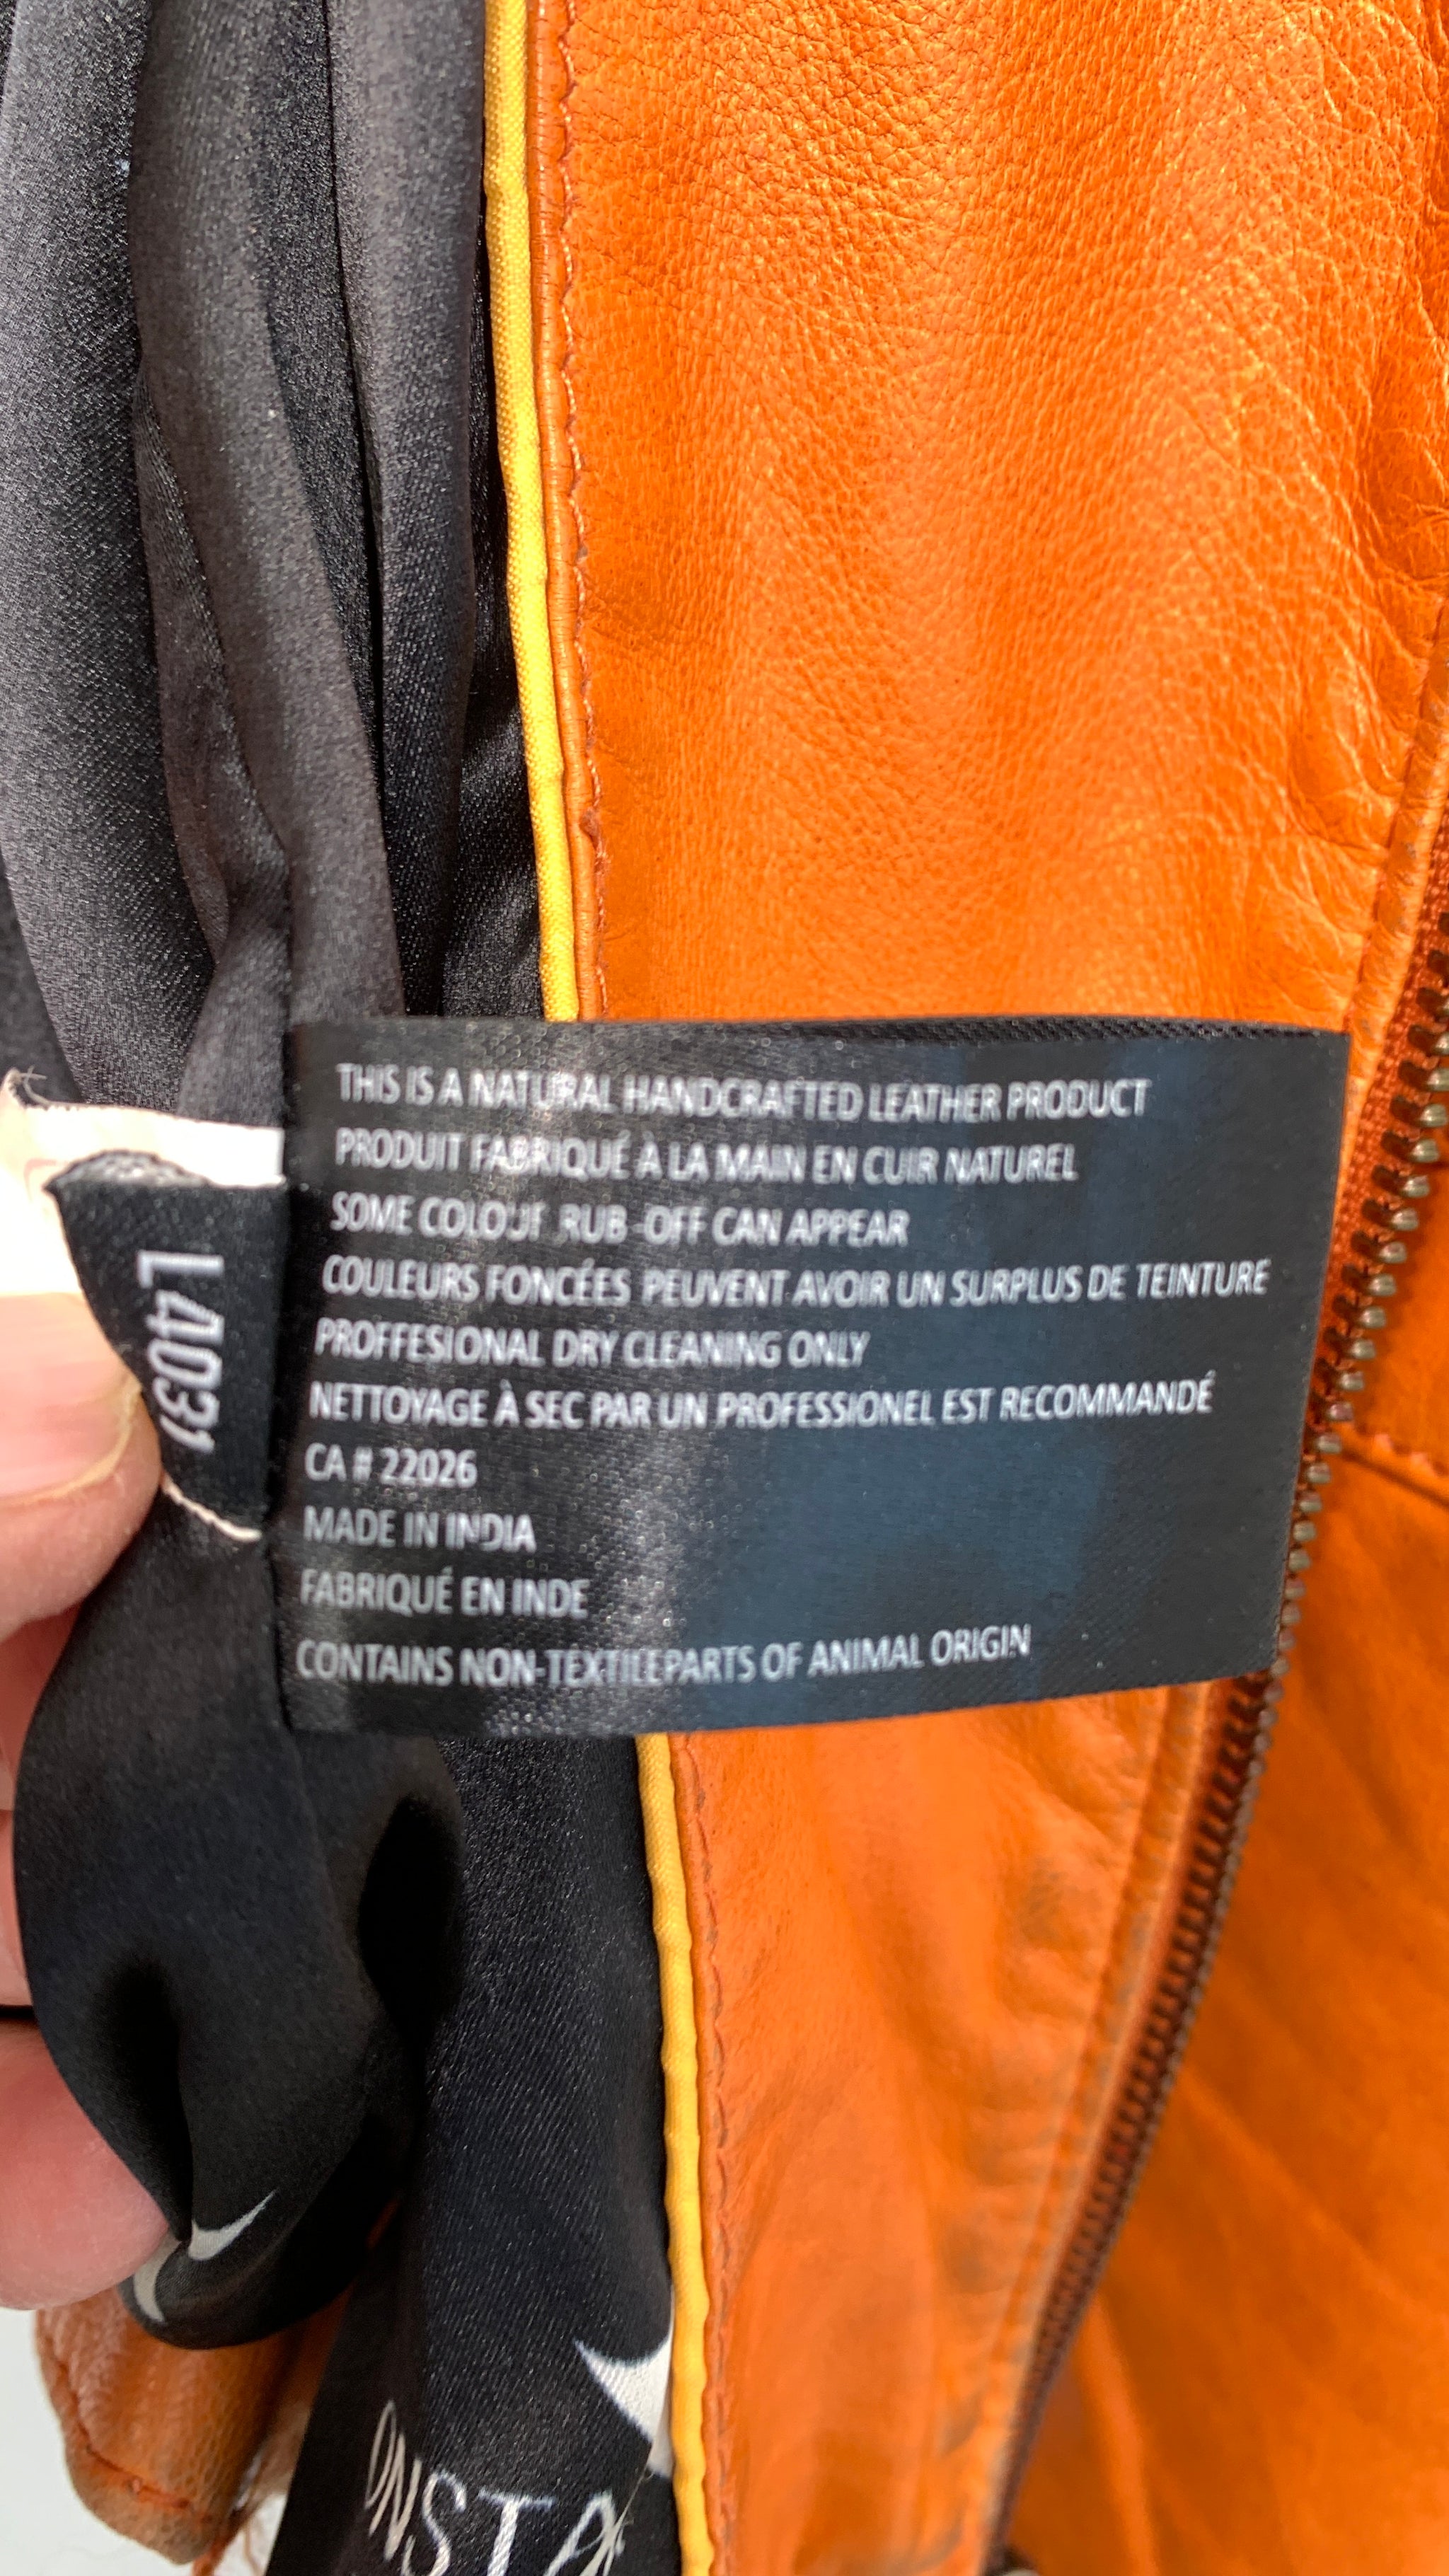 THIS IS A NATURAL HANDCRAFTED LEATHER PRODUCT
PRODUIT FABRIQUÉ À LA MAIN EN CUIR NATUREL
SOME COLOUR RUB-OFF CAN APPEAR
COULEURS FONCÉES PEUVENT AVOIR UN SURPLUS DE TEINTURE
PROFFESIONAL DRY CLEANING ONLY
NETTOYAGE À SEC PAR UN PROFESSIONEL EST RECOMMANDÉ
CA # 22026
MADE IN INDIA
FABRIQUÉ EN INDE
CONTAINS NON-TEXTILEPARTS OF ANIMAL ORIGIN